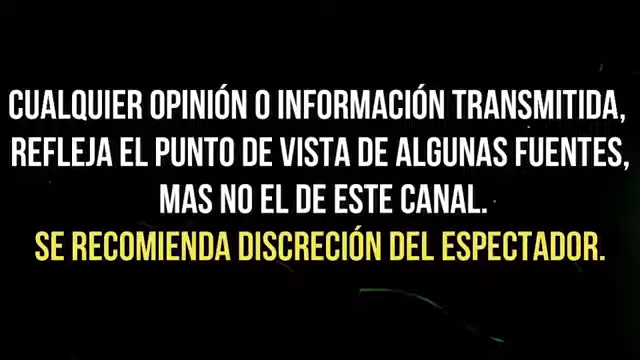 CUALQUIER OPINIÓN O INFORMACIÓN TRANSMITIDA,
REFLEJA EL PUNTO DE VISTA DE ALGUNAS FUENTES,
MAS NO EL DE ESTE CANAL.
SE RECOMIENDA DISCRECIÓN DEL ESPECTADOR.